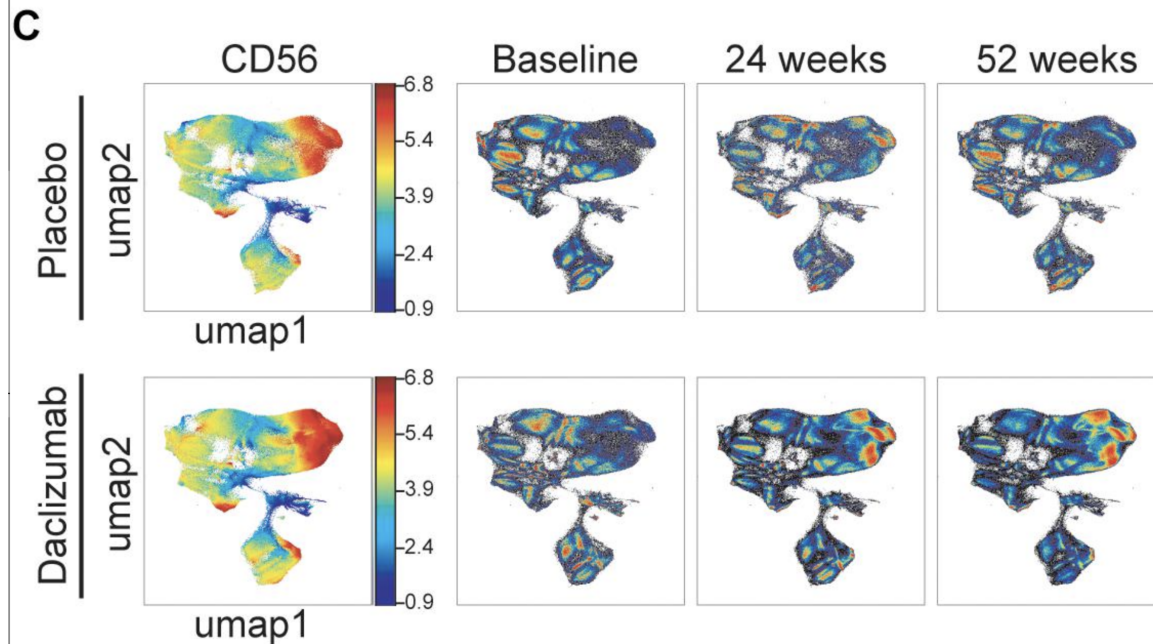 C
CD56
Baseline
24 weeks
52 weeks
Placebo
umap2
6.8
5.4
3.9
2.4
0.9
umap1
Daclizumab
umap2
6.8
5.4
3.9
2.4
0.9
umap1